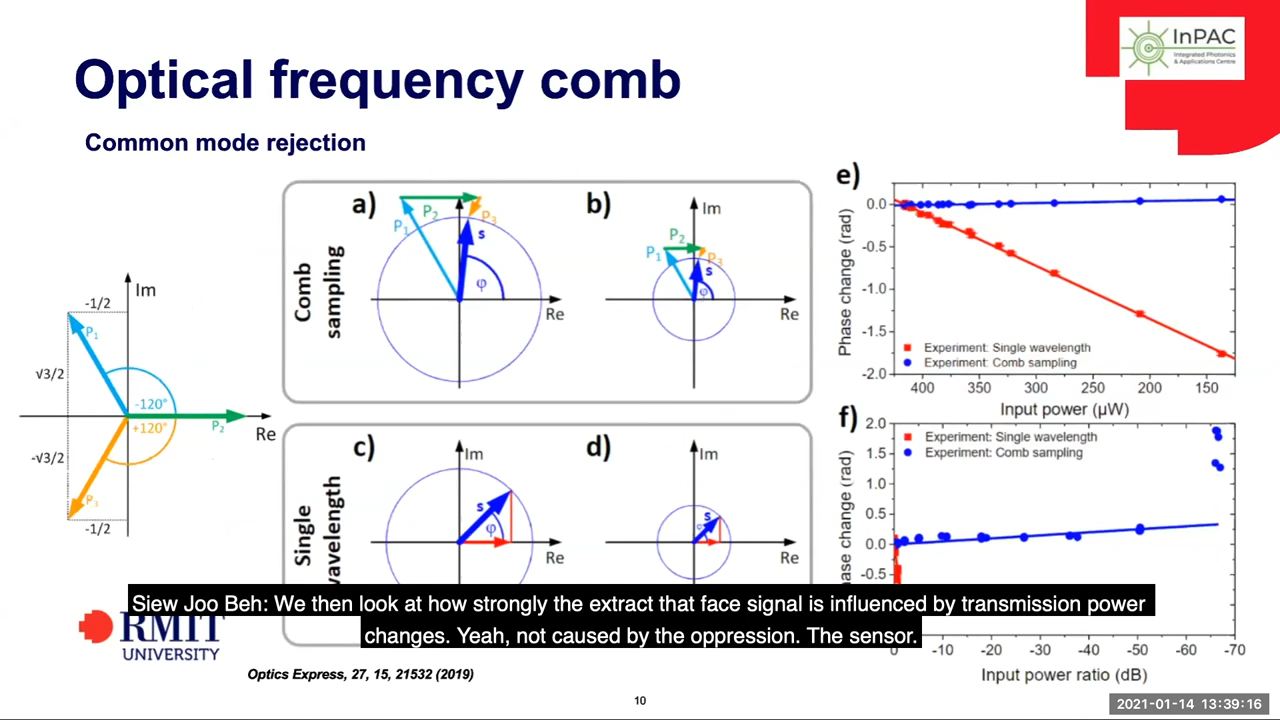 Optical frequency comb
InPAC
Integrated Photonics
& Applications Centre
Common mode rejection
Im
-1/2
P1
√3/2
-120°
+120°
P2
Re
-√3/2
P3
-1/2
Comb
sampling
a)
P2
P1
P3
s
φ
Re
b)
Im
P2
P1
P3
s
φ
Re
Single
wavelength
c)
Im
s
φ
Re
d)
Im
s
φ
Re
e)
Phase change (rad)
0.0
-0.5
-1.0
-1.5
-2.0
Experiment: Single wavelength
Experiment: Comb sampling
400 350 300 250 200 150
Input power (µW)
f)
Phase change (rad)
2.0
1.5
1.0
0.5
0.0
-0.5
Experiment: Single wavelength
Experiment: Comb sampling
0 -10 -20 -30 -40 -50 -60 -70
Input power ratio (dB)
Siew Joo Beh: We then look at how strongly the extract that face signal is influenced by transmission power
changes. Yeah, not caused by the oppression. The sensor.
RMIT
UNIVERSITY
Optics Express, 27, 15, 21532 (2019)
10
2021-01-14 13:39:16